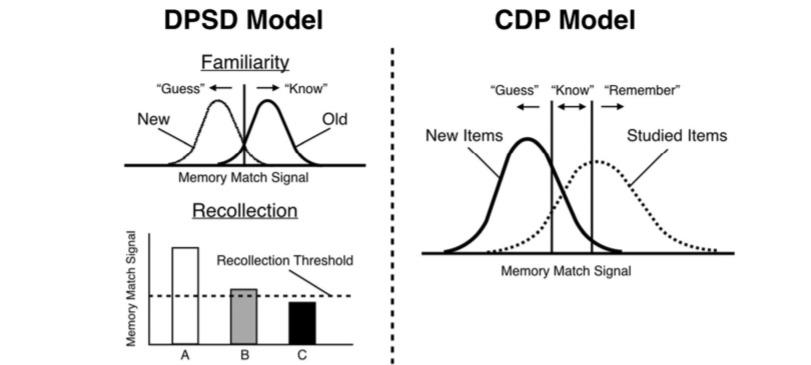 DPSD Model
Familiarity
"Guess" "Know"
New
Old
Memory Match Signal
Recollection
Memory Match Signal
Recollection Threshold
A B C
CDP Model
"Guess" "Know" "Remember"
New Items
Studied Items
Memory Match Signal